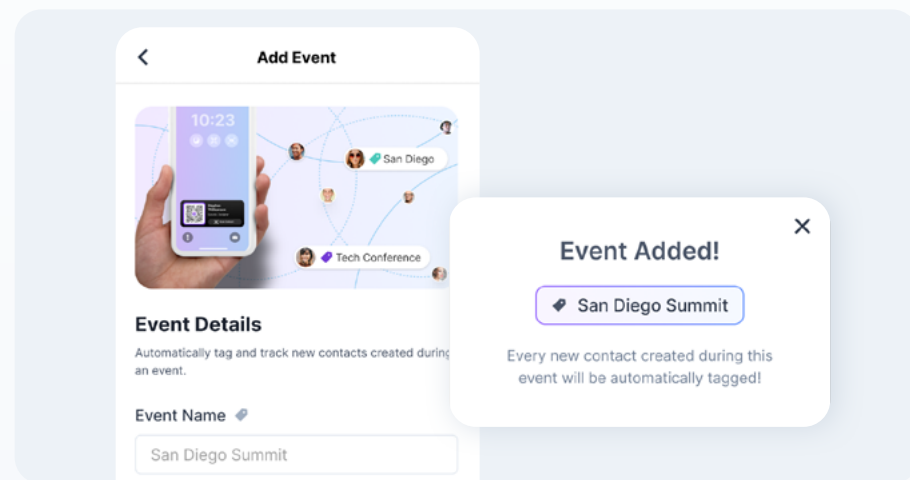 Add Event
10:23
San Diego
Tech Conference
Event Details
Automatically tag and track new contacts created during
an event.
Event Name
San Diego Summit
Event Added!
San Diego Summit
Every new contact created during this
event will be automatically tagged!